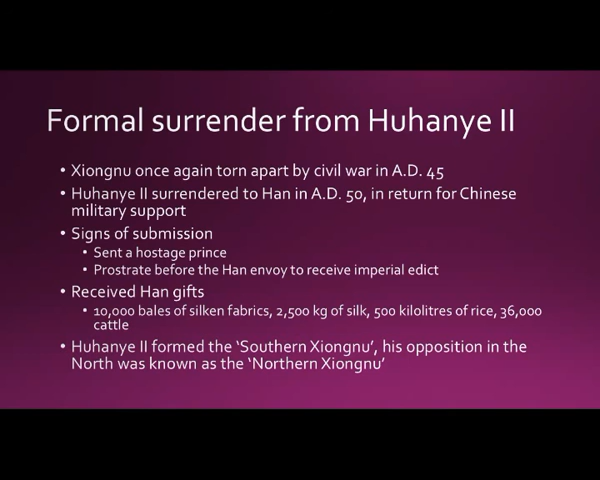 Formal surrender from Huhanye II
• Xiongnu once again torn apart by civil war in A.D. 45
• Huhanye II surrendered to Han in A.D. 50, in return for Chinese
military support
• Signs of submission
• Sent a hostage prince
• Prostrate before the Han envoy to receive imperial edict
• Received Han gifts
• 10,000 bales of silken fabrics, 2,500 kg of silk, 500 kilolitres of rice, 36,000
cattle
• Huhanye II formed the ‘Southern Xiongnu’, his opposition in the
North was known as the ‘Northern Xiongnu’